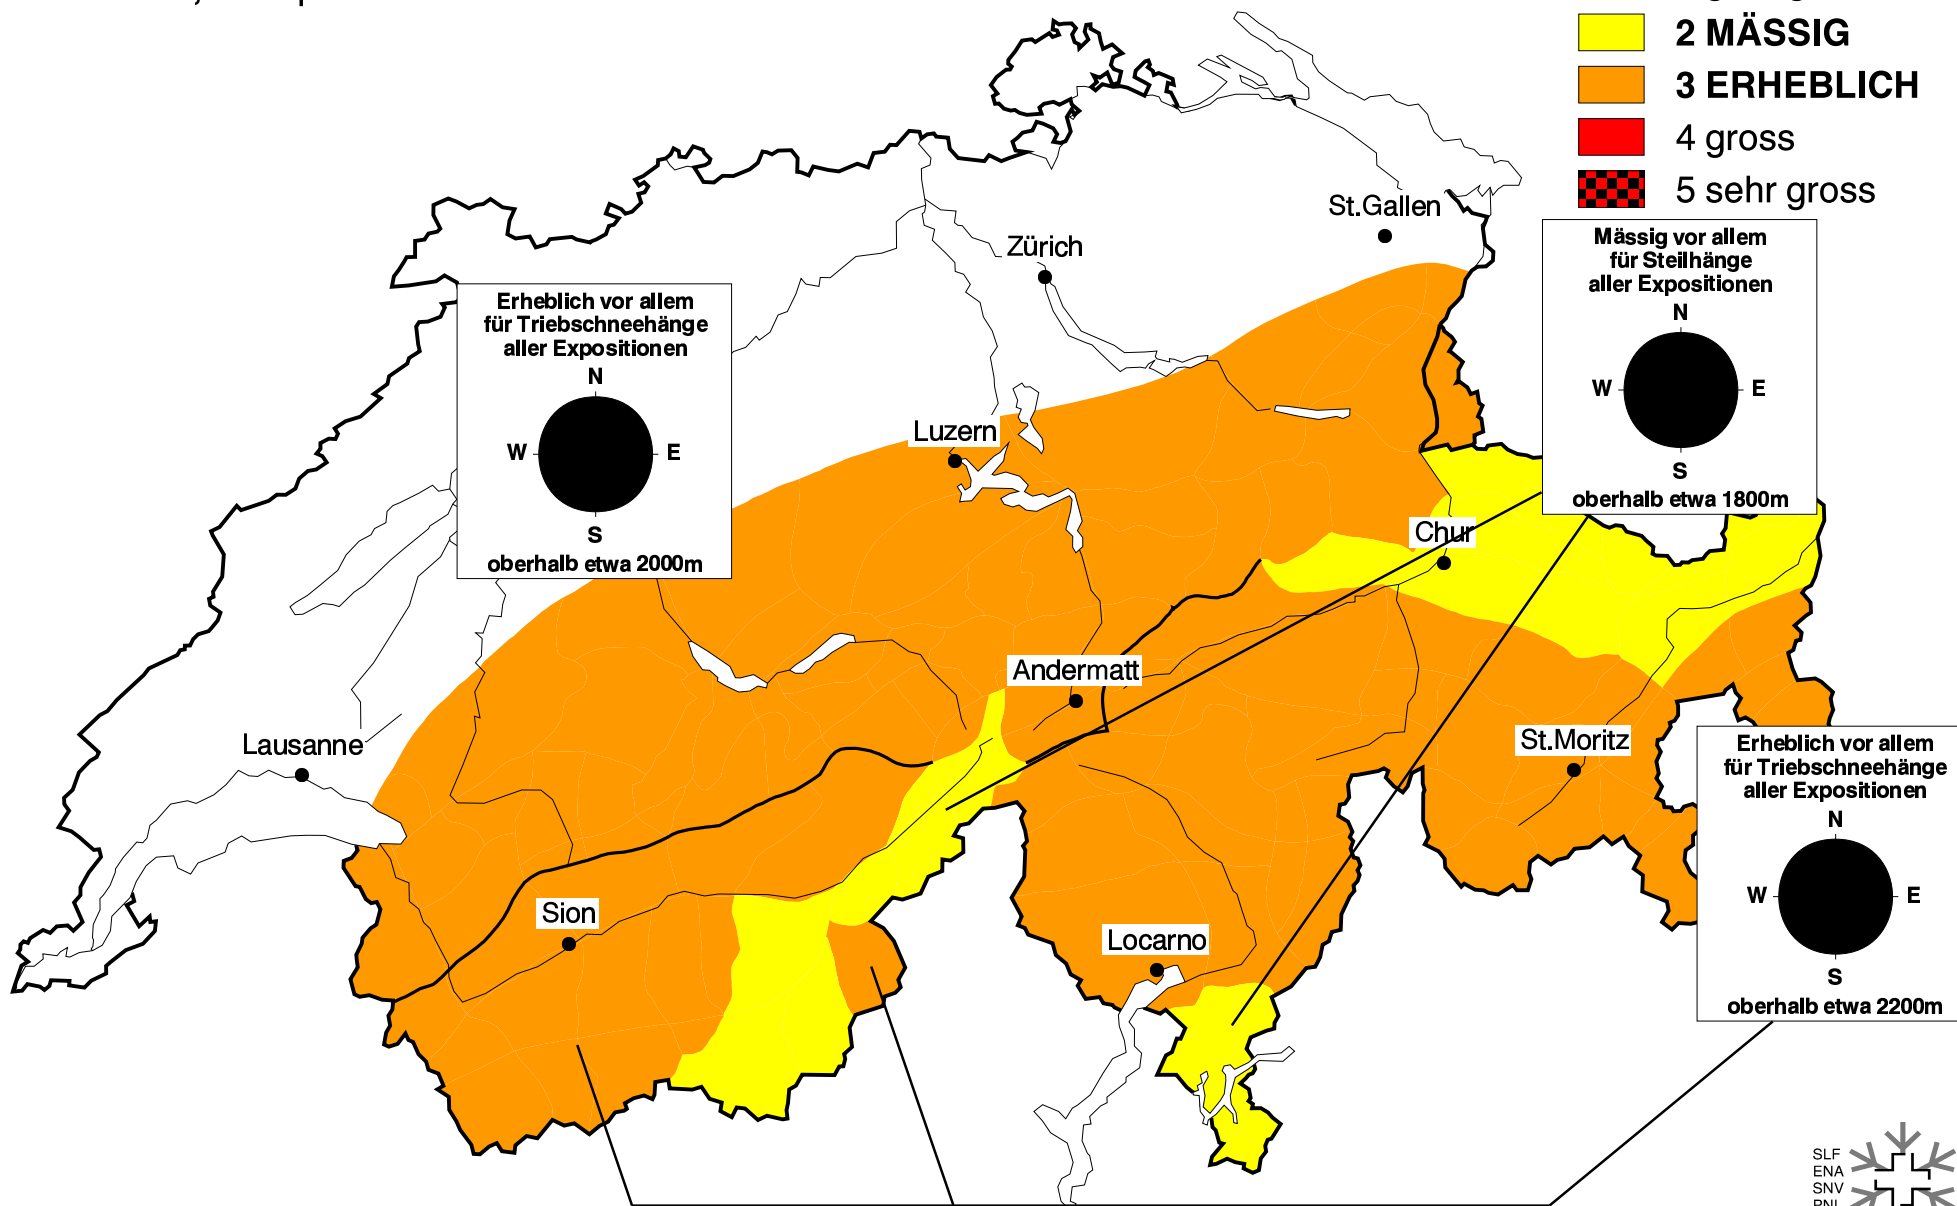 2 MÄSSIG
3 ERHEBLICH
4 gross
5 sehr gross
St.Gallen
Zürich
Mässig vor allem
für Steilhänge
aller Expositionen
N
W E
S
oberhalb etwa 1800m
Erheblich vor allem
für Triebschneehänge
aller Expositionen
N
W E
S
oberhalb etwa 2000m
Luzern
Chur
Andermatt
Lausanne
St.Moritz
Erheblich vor allem
für Triebschneehänge
aller Expositionen
N
W E
S
oberhalb etwa 2200m
Sion
Locarno
SLF
ENA
SNV